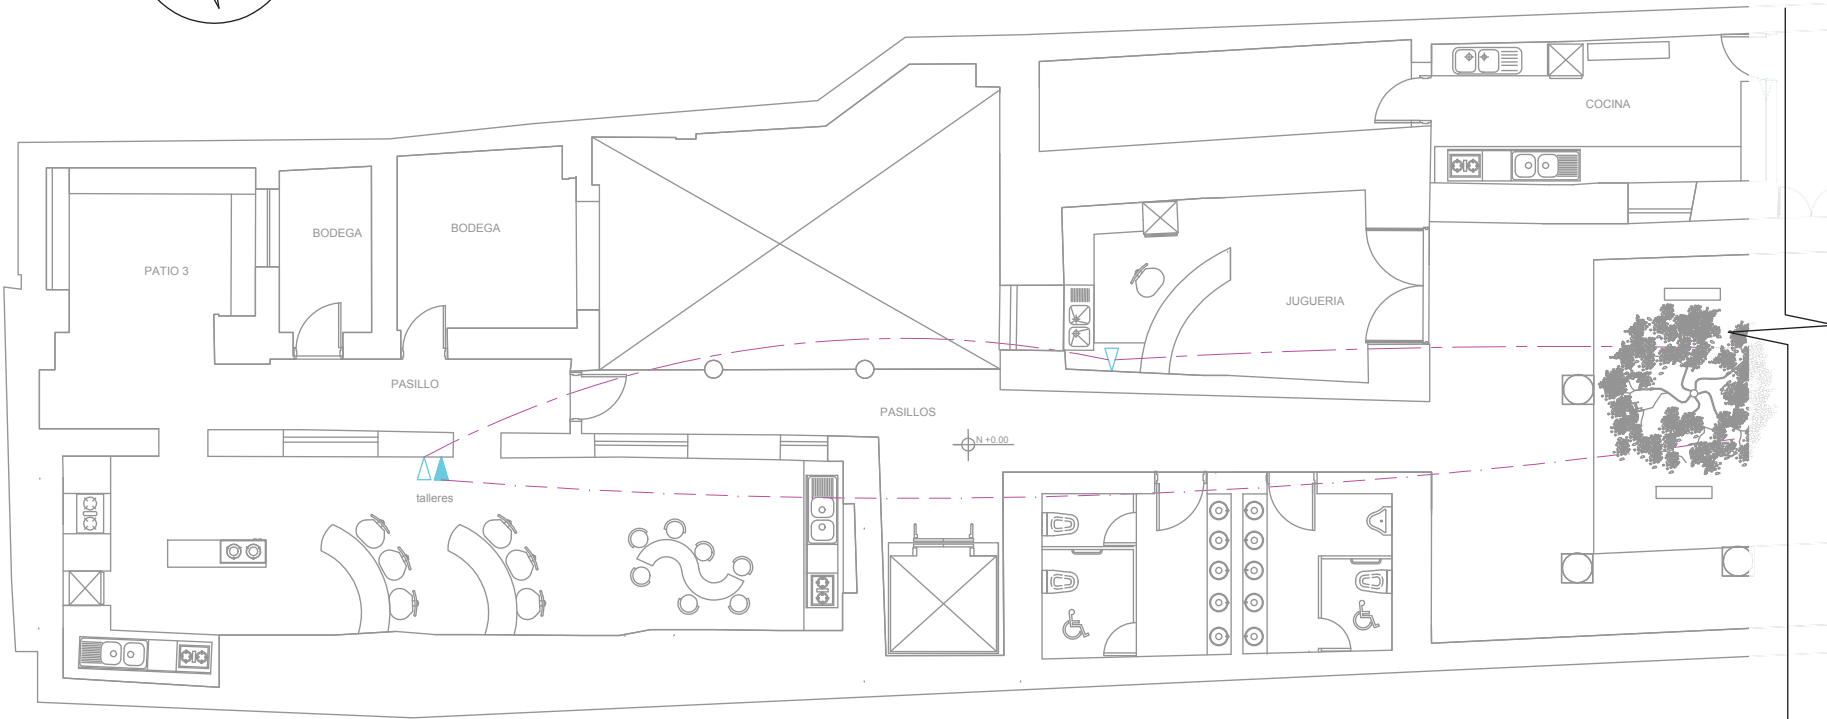 COCINA
BODEGA
BODEGA
PATIO 3
JUGUERIA
PASILLO
PASILLOS
N +0.00
talleres